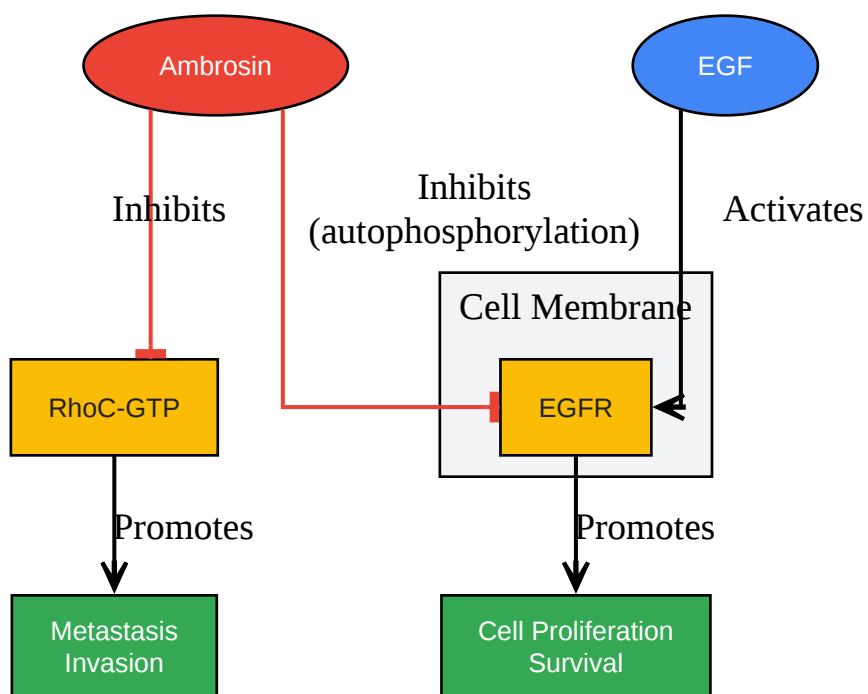 Ambrosin
EGF
Inhibits
Inhibits
(autophosphorylation)
Activates
Cell Membrane
RhoC-GTP
EGFR
Promotes
Promotes
Metastasis
Invasion
Cell Proliferation
Survival